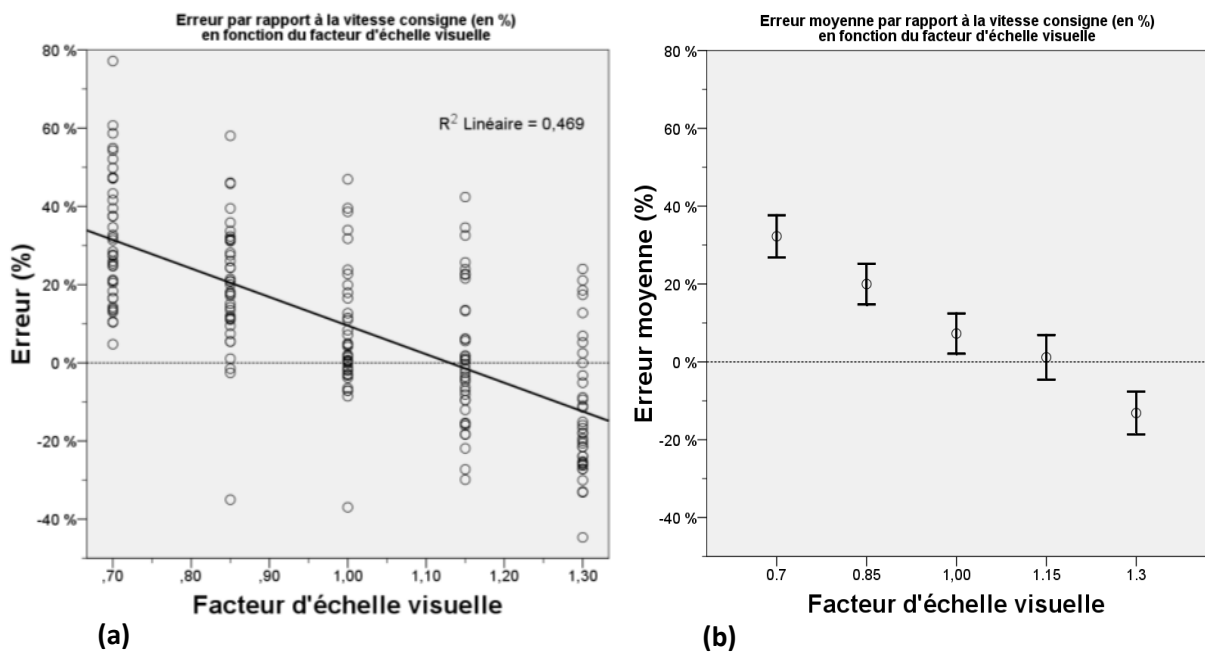 Erreur par rapport à la vitesse consigne (en %)
en fonction du facteur d'échelle visuelle
80 %
60 %
40 %
20 %
0 %
-20 %
-40 %
Erreur (%)
R² Linéaire = 0,469
,70
,80
,90
1,00
1,10
1,20
1,30
Facteur d'échelle visuelle
(a)
Erreur moyenne par rapport à la vitesse consigne (en %)
en fonction du facteur d'échelle visuelle
80 %
60 %
40 %
20 %
0 %
-20 %
-40 %
Erreur moyenne (%)
0.7
0.85
1,00
1.15
1.3
Facteur d'échelle visuelle
(b)